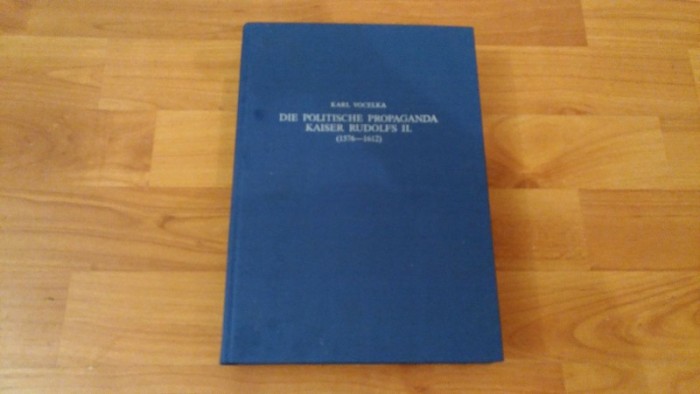 KARL VOCELKA
DIE POLITISCHE PROPAGANDA
KAISER RUDOLFS II.
(1576—1612)